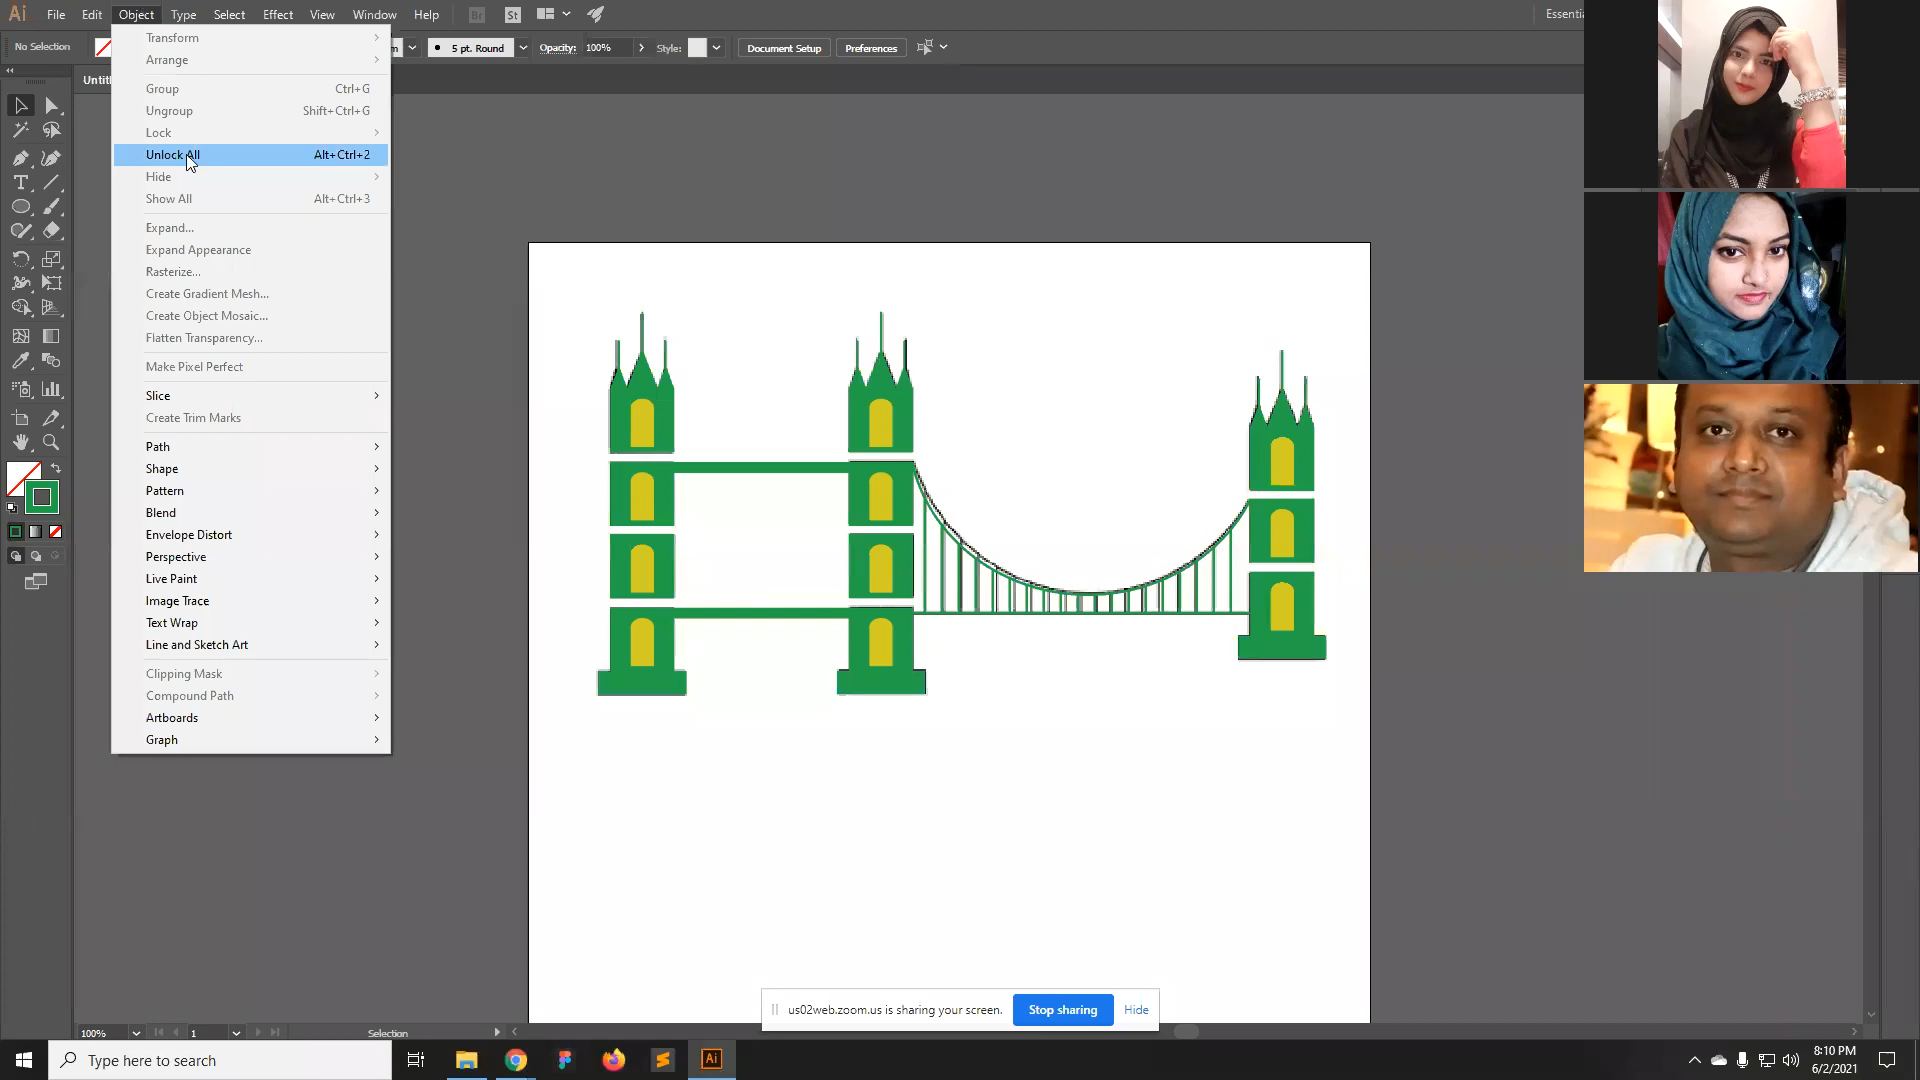 Ai File Edit Object Type Select Effect View Window Help Br St
No Selection 5 pt. Round Opacity: 100% Style: Document Setup Preferences
Transform
Arrange
Group Ctrl+G
Ungroup Shift+Ctrl+G
Lock
Unlock All Alt+Ctrl+2
Hide
Show All Alt+Ctrl+3
Expand...
Expand Appearance
Rasterize...
Create Gradient Mesh...
Create Object Mosaic...
Flatten Transparency...
Make Pixel Perfect
Slice
Create Trim Marks
Path
Shape
Pattern
Blend
Envelope Distort
Perspective
Live Paint
Image Trace
Text Wrap
Line and Sketch Art
Clipping Mask
Compound Path
Artboards
Graph
us02web.zoom.us is sharing your screen. Stop sharing Hide
100% 1 Selection
Type here to search Ai
8:10 PM
6/2/2021